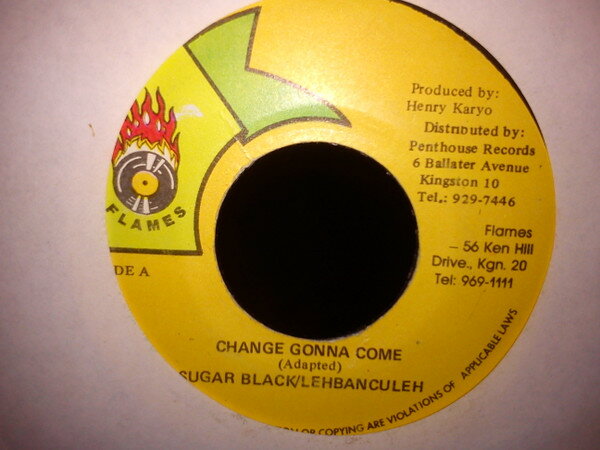 Produced by:
Henry Karyo
Distributed by:
Penthouse Records
6 Ballater Avenue
Kingston 10
Tel.: 929-7446
Flames
– 56 Ken Hill
Drive., Kgn. 20
Tel: 969-1111
FLAMES
DE A
CHANGE GONNA COME
(Adapted)
SUGAR BLACK/LEHBANCULEH
OR COPYING ARE VIOLATIONS OF APPLICABLE LAWS